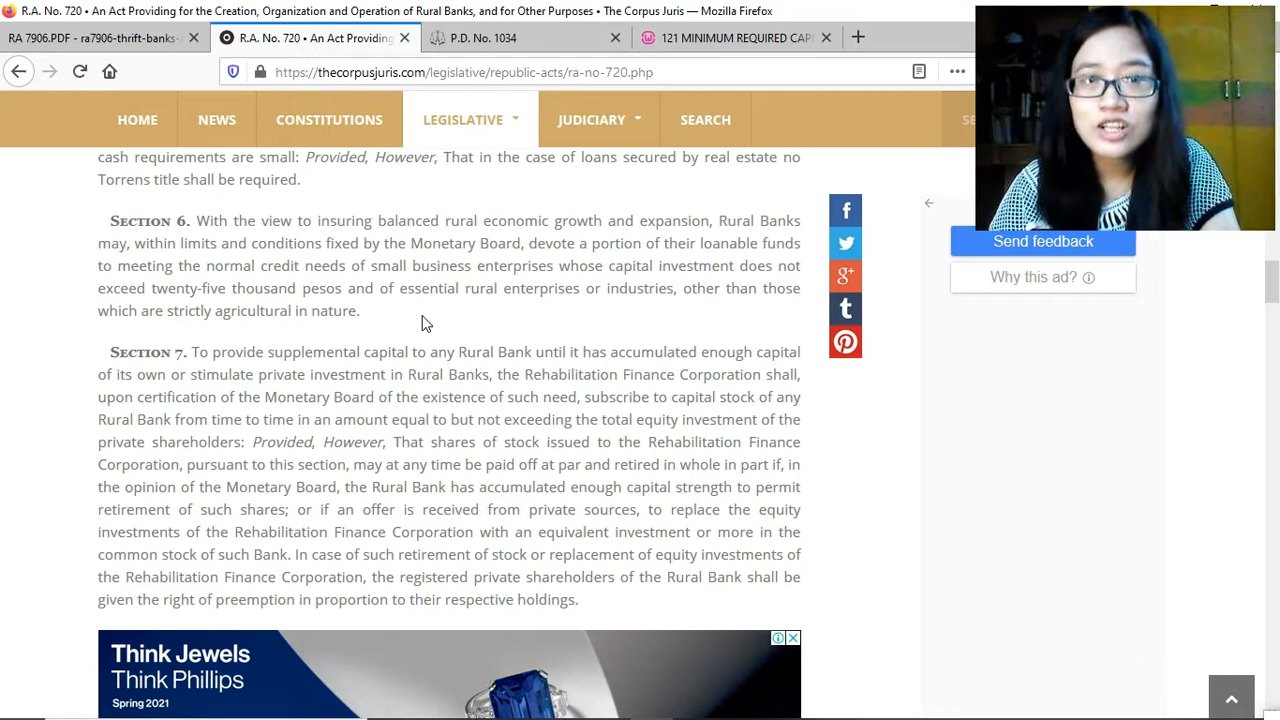 R.A. No. 720 • An Act Providing for the Creation, Organization and Operation of Rural Banks, and for Other Purposes • The Corpus Juris — Mozilla Firefox
RA 7906.PDF - ra7906-thrift-banks-
R.A. No. 720 • An Act Providing
P.D. No. 1034
121 MINIMUM REQUIRED CAPI
https://thecorpusjuris.com/legislative/republic-acts/ra-no-720.php
HOME
NEWS
CONSTITUTIONS
LEGISLATIVE
JUDICIARY
SEARCH
SE
cash requirements are small: Provided, However, That in the case of loans secured by real estate no
Torrens title shall be required.
SECTION 6. With the view to insuring balanced rural economic growth and expansion, Rural Banks
may, within limits and conditions fixed by the Monetary Board, devote a portion of their loanable funds
to meeting the normal credit needs of small business enterprises whose capital investment does not
exceed twenty-five thousand pesos and of essential rural enterprises or industries, other than those
which are strictly agricultural in nature.
SECTION 7. To provide supplemental capital to any Rural Bank until it has accumulated enough capital
of its own or stimulate private investment in Rural Banks, the Rehabilitation Finance Corporation shall,
upon certification of the Monetary Board of the existence of such need, subscribe to capital stock of any
Rural Bank from time to time in an amount equal to but not exceeding the total equity investment of the
private shareholders: Provided, However, That shares of stock issued to the Rehabilitation Finance
Corporation, pursuant to this section, may at any time be paid off at par and retired in whole in part if, in
the opinion of the Monetary Board, the Rural Bank has accumulated enough capital strength to permit
retirement of such shares; or if an offer is received from private sources, to replace the equity
investments of the Rehabilitation Finance Corporation with an equivalent investment or more in the
common stock of such Bank. In case of such retirement of stock or replacement of equity investments of
the Rehabilitation Finance Corporation, the registered private shareholders of the Rural Bank shall be
given the right of preemption in proportion to their respective holdings.
Send feedback
Why this ad?
Think Jewels
Think Phillips
Spring 2021